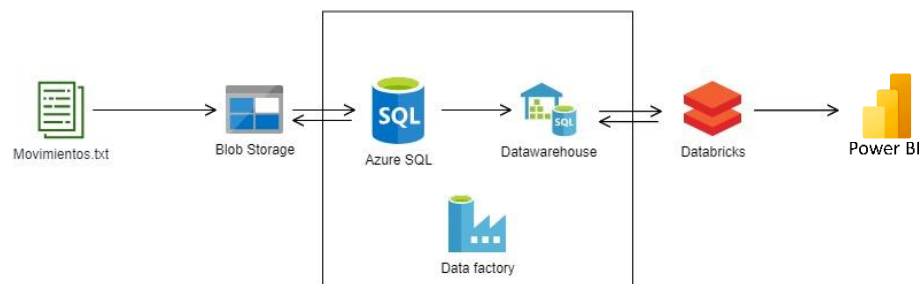 Movimientos.txt
Blob Storage
SQL
Azure SQL
SQL
Datawarehouse
Databricks
Power BI
Data factory